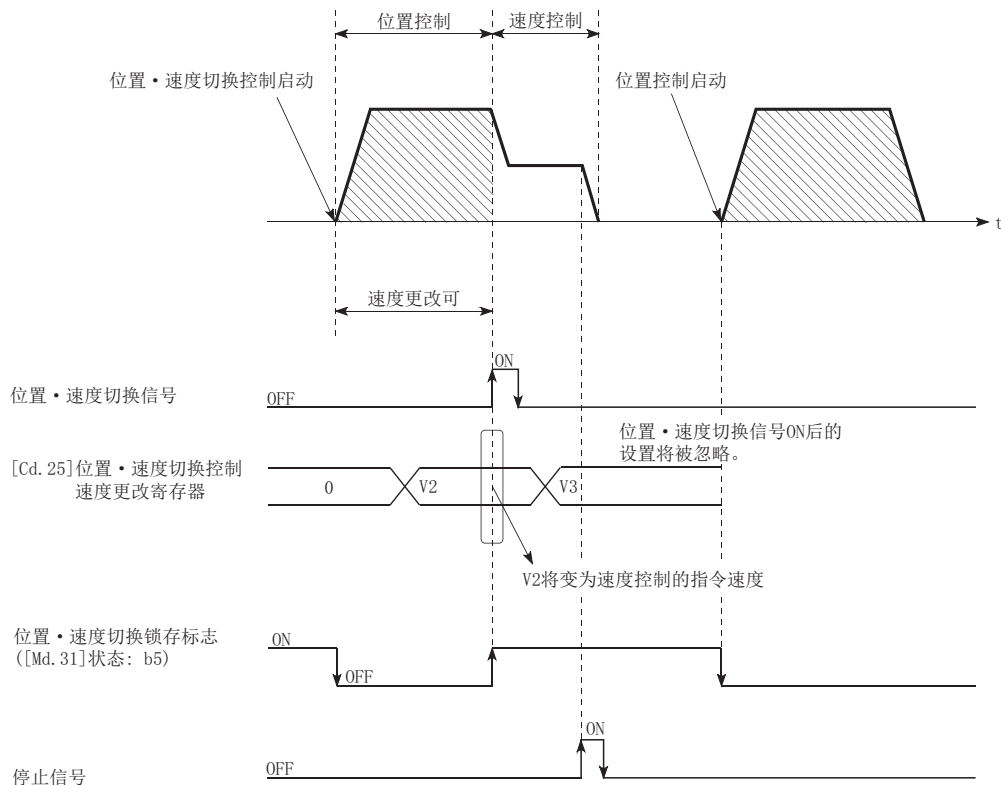 位置控制
速度控制
位置・速度切换控制启动
位置控制启动
t
速度更改可
ON
位置・速度切换信号
OFF
位置・速度切换信号ON后的
设置将被忽略。
[Cd.25]位置・速度切换控制
速度更改寄存器
0
V2
V3
V2将变为速度控制的指令速度
位置・速度切换锁存标志
([Md.31]状态: b5)
ON
OFF
ON
停止信号
OFF